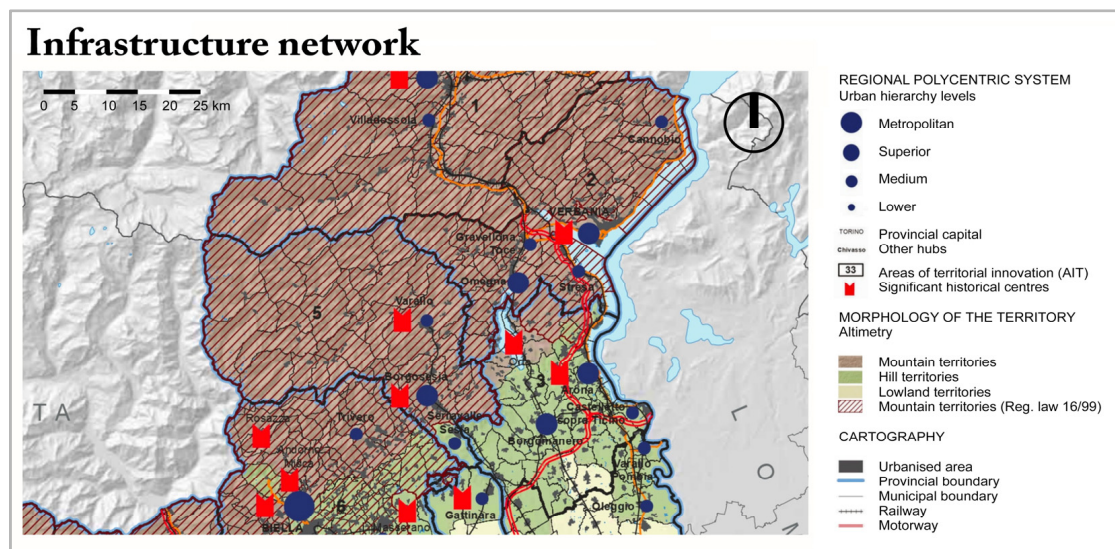 Infrastructure network
0 5 10 15 20 25 km
1
Villadossola
Cannobio
2
VERBANIA
Gravellona
Toce
Omegna
Stresa
5
Varallo
Orta
3
Borgosesia
Arona
Castelletto
sopra Ticino
Rosazza
Trivero
Serravalle
Sesia
Borgomanero
Andorno
Micca
Varallo
Pombia
6
Gattinara
Oleggio
BIELLA
Masserano
T A
L
O
REGIONAL POLYCENTRIC SYSTEM
Urban hierarchy levels
Metropolitan
Superior
Medium
Lower
TORINO Provincial capital
Chivasso Other hubs
33 Areas of territorial innovation (AIT)
Significant historical centres
MORPHOLOGY OF THE TERRITORY
Altimetry
Mountain territories
Hill territories
Lowland territories
Mountain territories (Reg. law 16/99)
CARTOGRAPHY
Urbanised area
Provincial boundary
Municipal boundary
Railway
Motorway